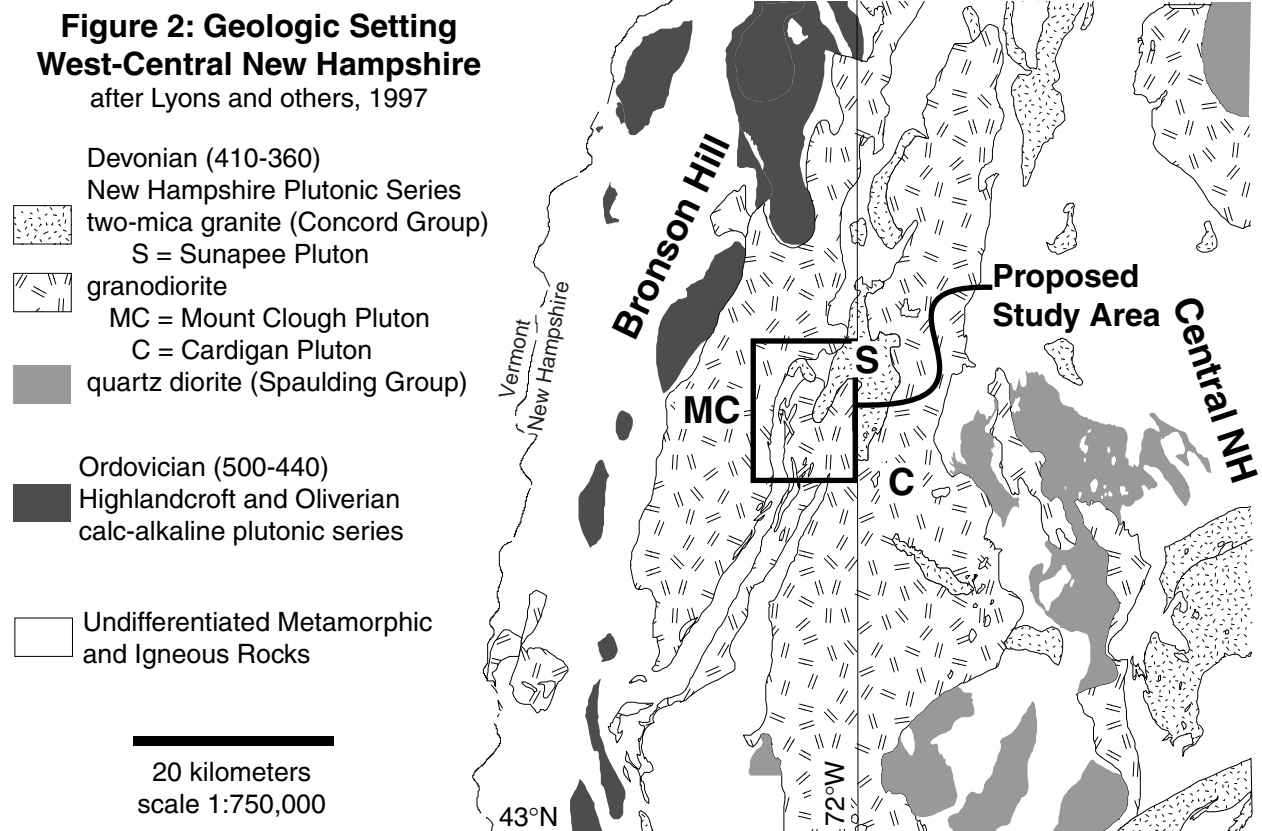 Figure 2: Geologic Setting
West-Central New Hampshire
after Lyons and others, 1997
Devonian (410-360)
New Hampshire Plutonic Series
two-mica granite (Concord Group)
S = Sunapee Pluton
granodiorite
MC = Mount Clough Pluton
C = Cardigan Pluton
quartz diorite (Spaulding Group)
Ordovician (500-440)
Highlandcroft and Oliverian
calc-alkaline plutonic series
Undifferentiated Metamorphic
and Igneous Rocks
20 kilometers
scale 1:750,000
Vermont
New Hampshire
Bronson Hill
Proposed
Study Area
Central NH
S
MC
C
72°W
43°N